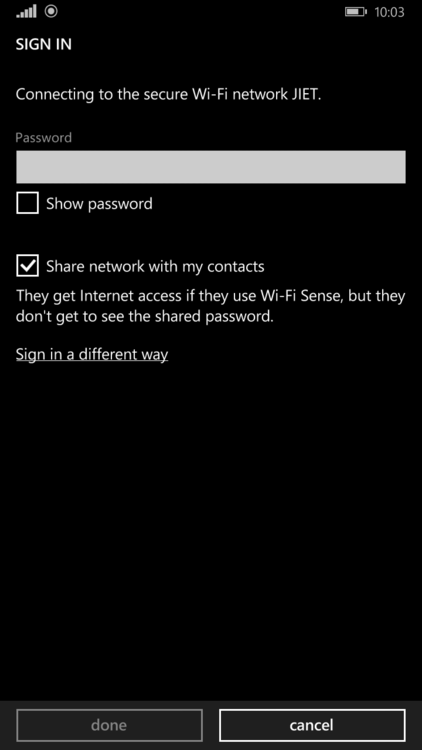 10:03
SIGN IN
Connecting to the secure Wi-Fi network JIET.
Password
Show password
Share network with my contacts
They get Internet access if they use Wi-Fi Sense, but they
don't get to see the shared password.
Sign in a different way
done
cancel